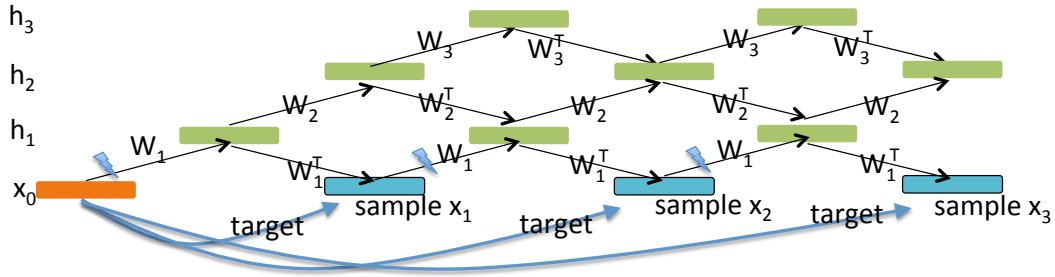 h₃
W₃ W₃ᵀ W₃ W₃ᵀ
h₂
W₂ W₂ᵀ W₂ W₂ᵀ W₂
h₁
W₁ W₁ᵀ W₁ W₁ᵀ W₁ W₁ᵀ
x₀
sample x₁ sample x₂ sample x₃
target target target